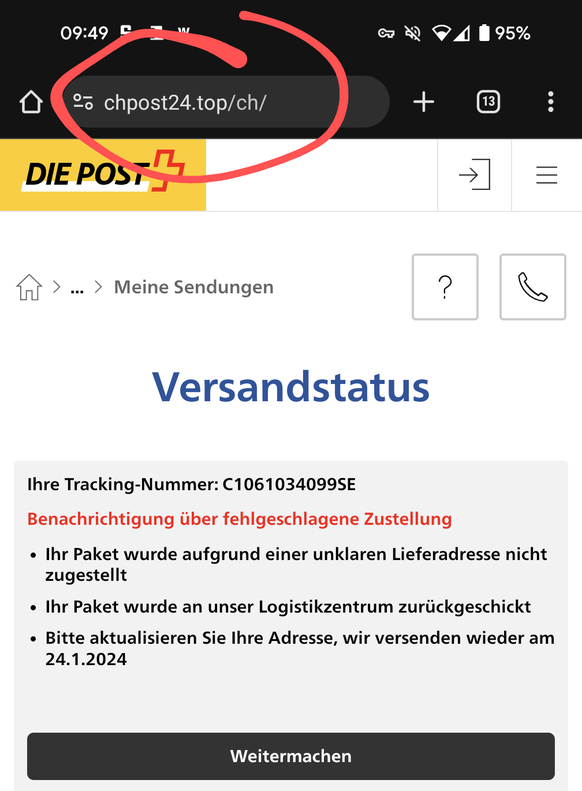 09:49 95%
chpost24.top/ch/
13
DIE POST
... Meine Sendungen
?
Versandstatus
Ihre Tracking-Nummer: C1061034099SE
Benachrichtigung über fehlgeschlagene Zustellung
• Ihr Paket wurde aufgrund einer unklaren Lieferadresse nicht
zugestellt
• Ihr Paket wurde an unser Logistikzentrum zurückgeschickt
• Bitte aktualisieren Sie Ihre Adresse, wir versenden wieder am
24.1.2024
Weitermachen